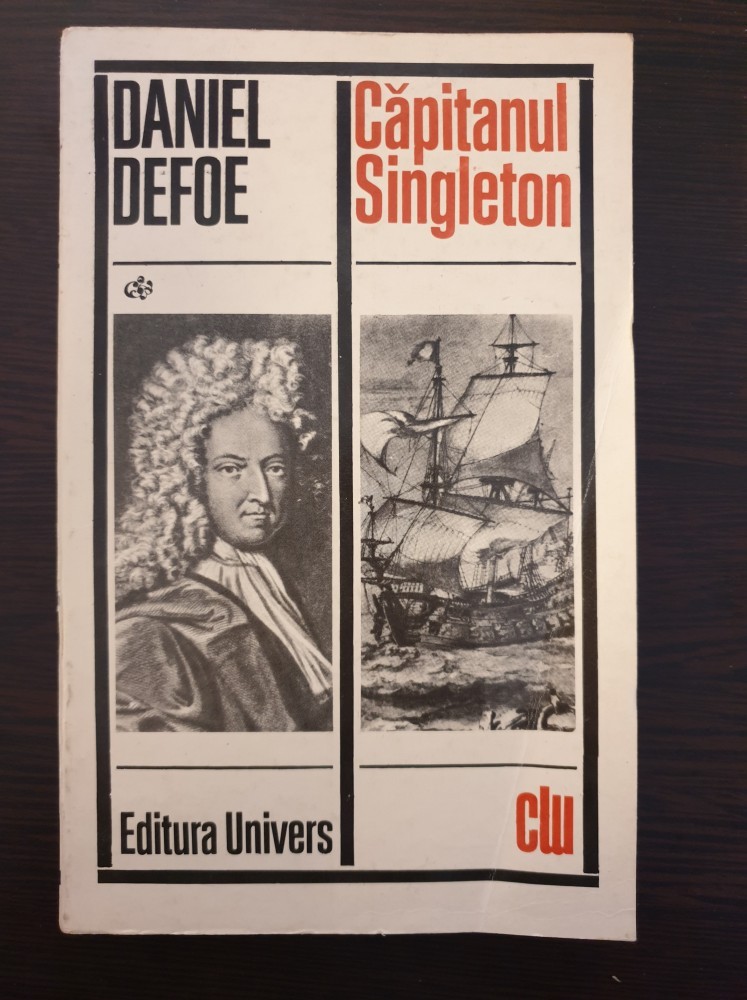 DANIEL
DEFOE
Căpitanul
Singleton
Editura Univers
clu